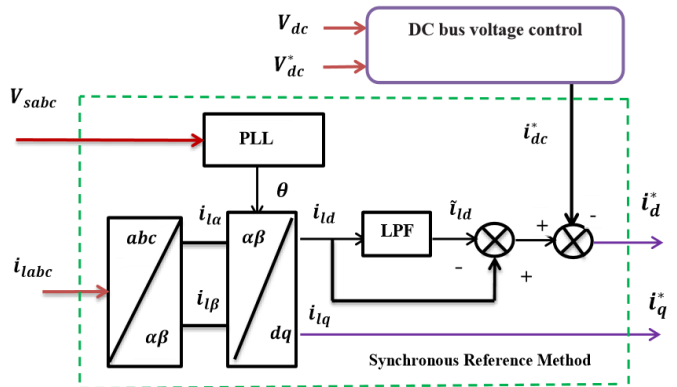 V_dc
V*_dc
DC bus voltage control
V_sabc
PLL
i*_dc
θ
i_lα
i_ld
ĩ_ld
i*_d
abc
αβ
LPF
+
-
-
+
i_labc
i_lβ
i_lq
i*_q
αβ
dq
Synchronous Reference Method